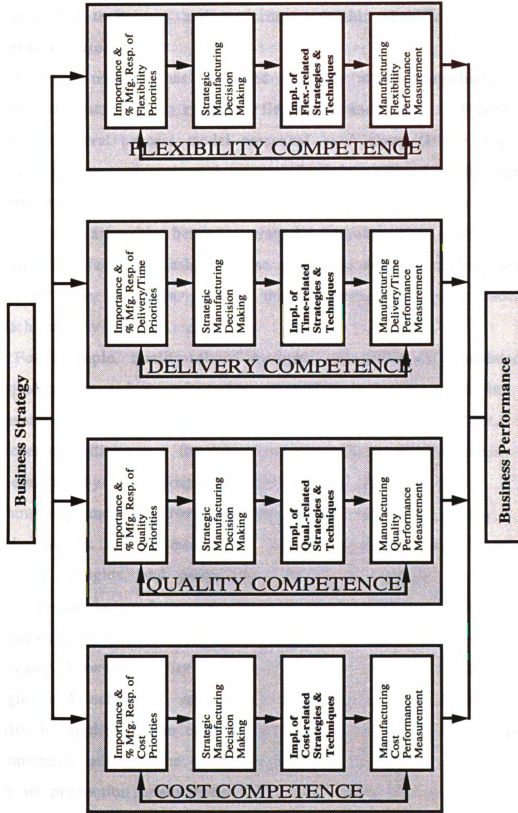 Business Strategy
COST COMPETENCE
Importance &
% Mfg. Resp. of
Cost
Priorities
Strategic
Manufacturing
Decision
Making
Impl. of
Cost-related
Strategies &
Techniques
Manufacturing
Cost
Performance
Measurement
QUALITY COMPETENCE
Importance &
% Mfg. Resp. of
Quality
Priorities
Strategic
Manufacturing
Decision
Making
Impl. of
Qual.-related
Strategies &
Techniques
Manufacturing
Quality
Performance
Measurement
DELIVERY COMPETENCE
Importance &
% Mfg. Resp. of
Delivery/Time
Priorities
Strategic
Manufacturing
Decision
Making
Impl. of
Time-related
Strategies &
Techniques
Manufacturing
Delivery/Time
Performance
Measurement
FLEXIBILITY COMPETENCE
Importance &
% Mfg. Resp. of
Flexibility
Priorities
Strategic
Manufacturing
Decision
Making
Impl. of
Flex.-related
Strategies &
Techniques
Manufacturing
Flexibility
Performance
Measurement
Business Performance